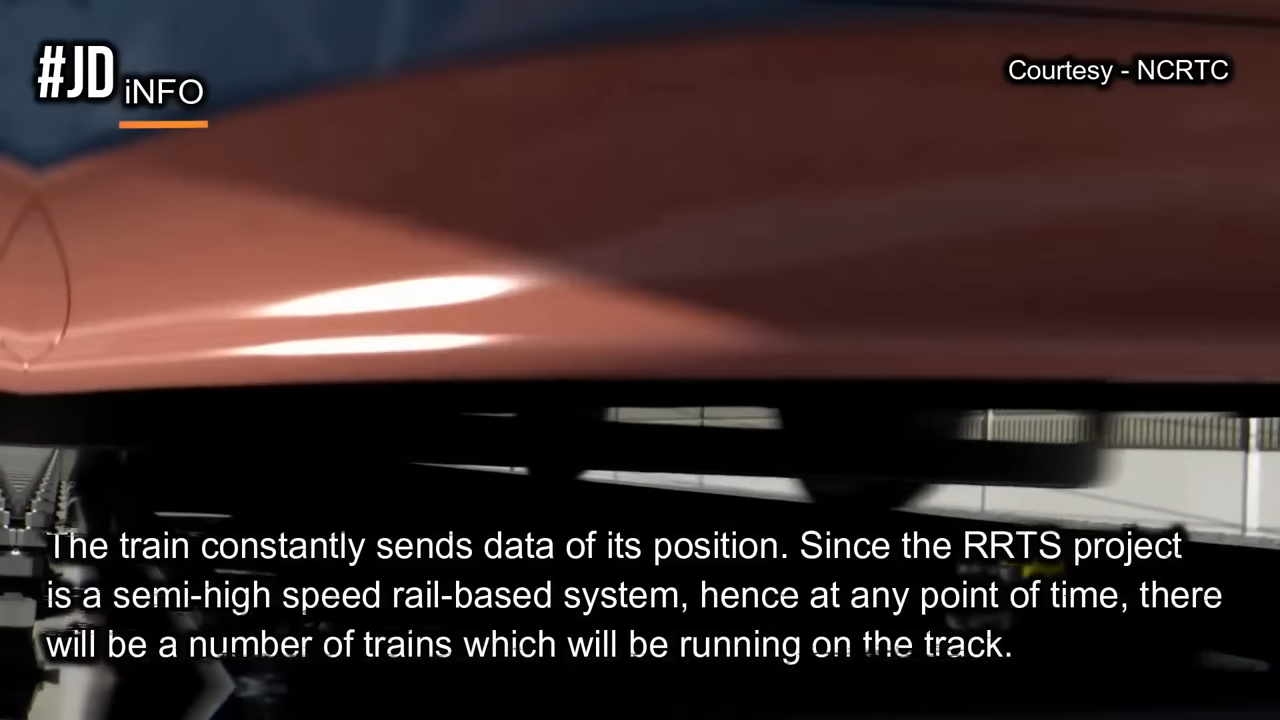 #JD iNFO
Courtesy - NCRTC
The train constantly sends data of its position. Since the RRTS project
is a semi-high speed rail-based system, hence at any point of time, there
will be a number of trains which will be running on the track.